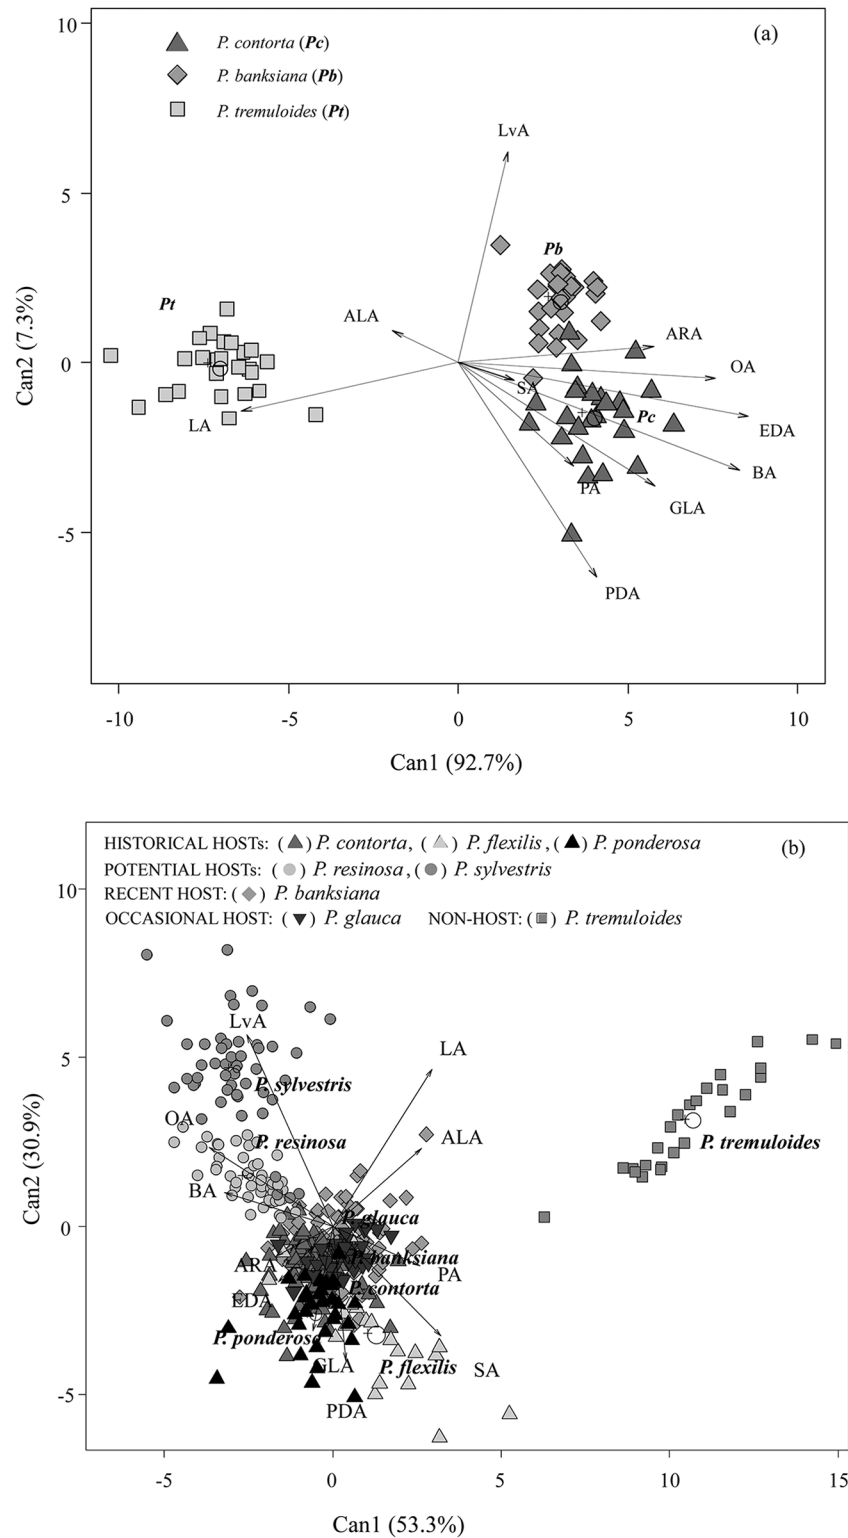 (a)
P. contorta (Pc)
P. banksiana (Pb)
P. tremuloides (Pt)
10
5
0
-5
Can2 (7.3%)
LvA
Pb
Pt
ALA
ARA
OA
SA
LA
Pc
EDA
BA
PA
GLA
PDA
-10
-5
0
5
10
Can1 (92.7%)
HISTORICAL HOSTs: ( ) P. contorta, ( ) P. flexilis, ( ) P. ponderosa
(b)
POTENTIAL HOSTs: ( ) P. resinosa, ( ) P. sylvestris
RECENT HOST: ( ) P. banksiana
OCCASIONAL HOST: ( ) P. glauca NON-HOST: ( ) P. tremuloides
10
5
0
-5
Can2 (30.9%)
LvA
LA
P. sylvestris
OA
P. resinosa
ALA
P. tremuloides
BA
P. glauca
P. banksiana
ARA
PA
P. contorta
EDA
P. ponderosa
GLA
P. flexilis
SA
PDA
-5
0
5
10
15
Can1 (53.3%)